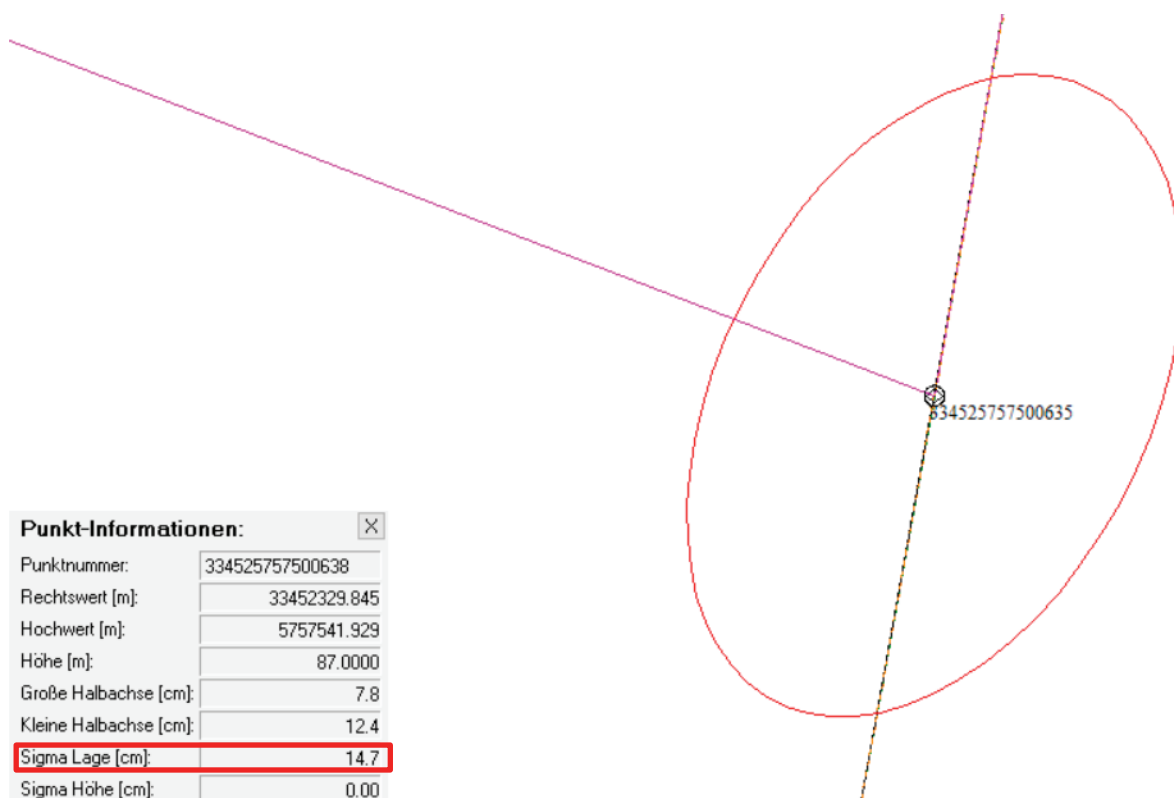 334525757500635
Punkt-Informationen:
Punktnummer: 334525757500638
Rechtswert [m]: 33452329.845
Hochwert [m]: 5757541.929
Höhe [m]: 87.0000
Große Halbachse [cm]: 7.8
Kleine Halbachse [cm]: 12.4
Sigma Lage [cm]: 14.7
Sigma Höhe [cm]: 0.00